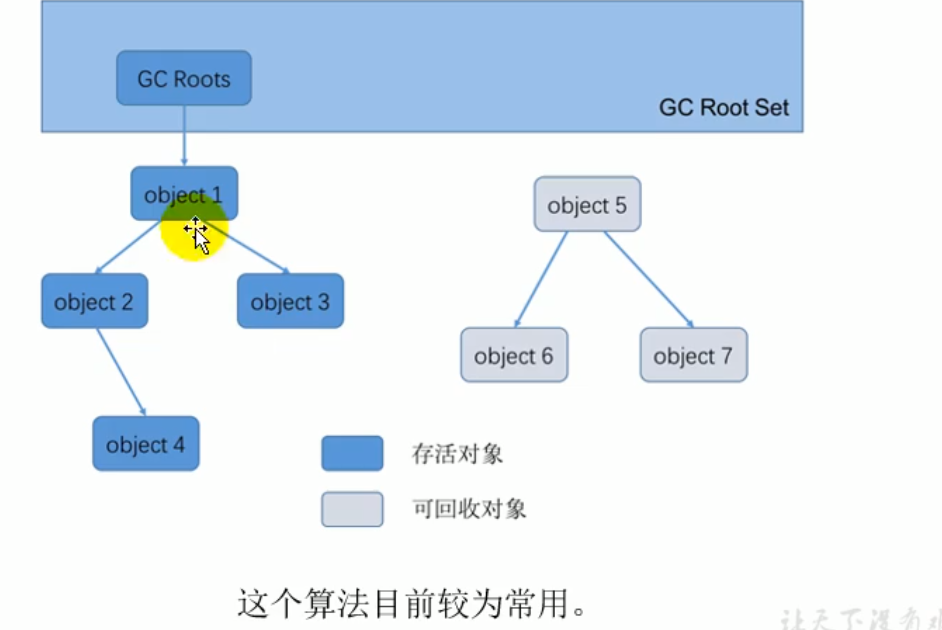 GC Roots
GC Root Set
object 1
object 5
object 2
object 3
object 6
object 7
object 4
存活对象
可回收对象
这个算法目前较为常用。
让天下没有